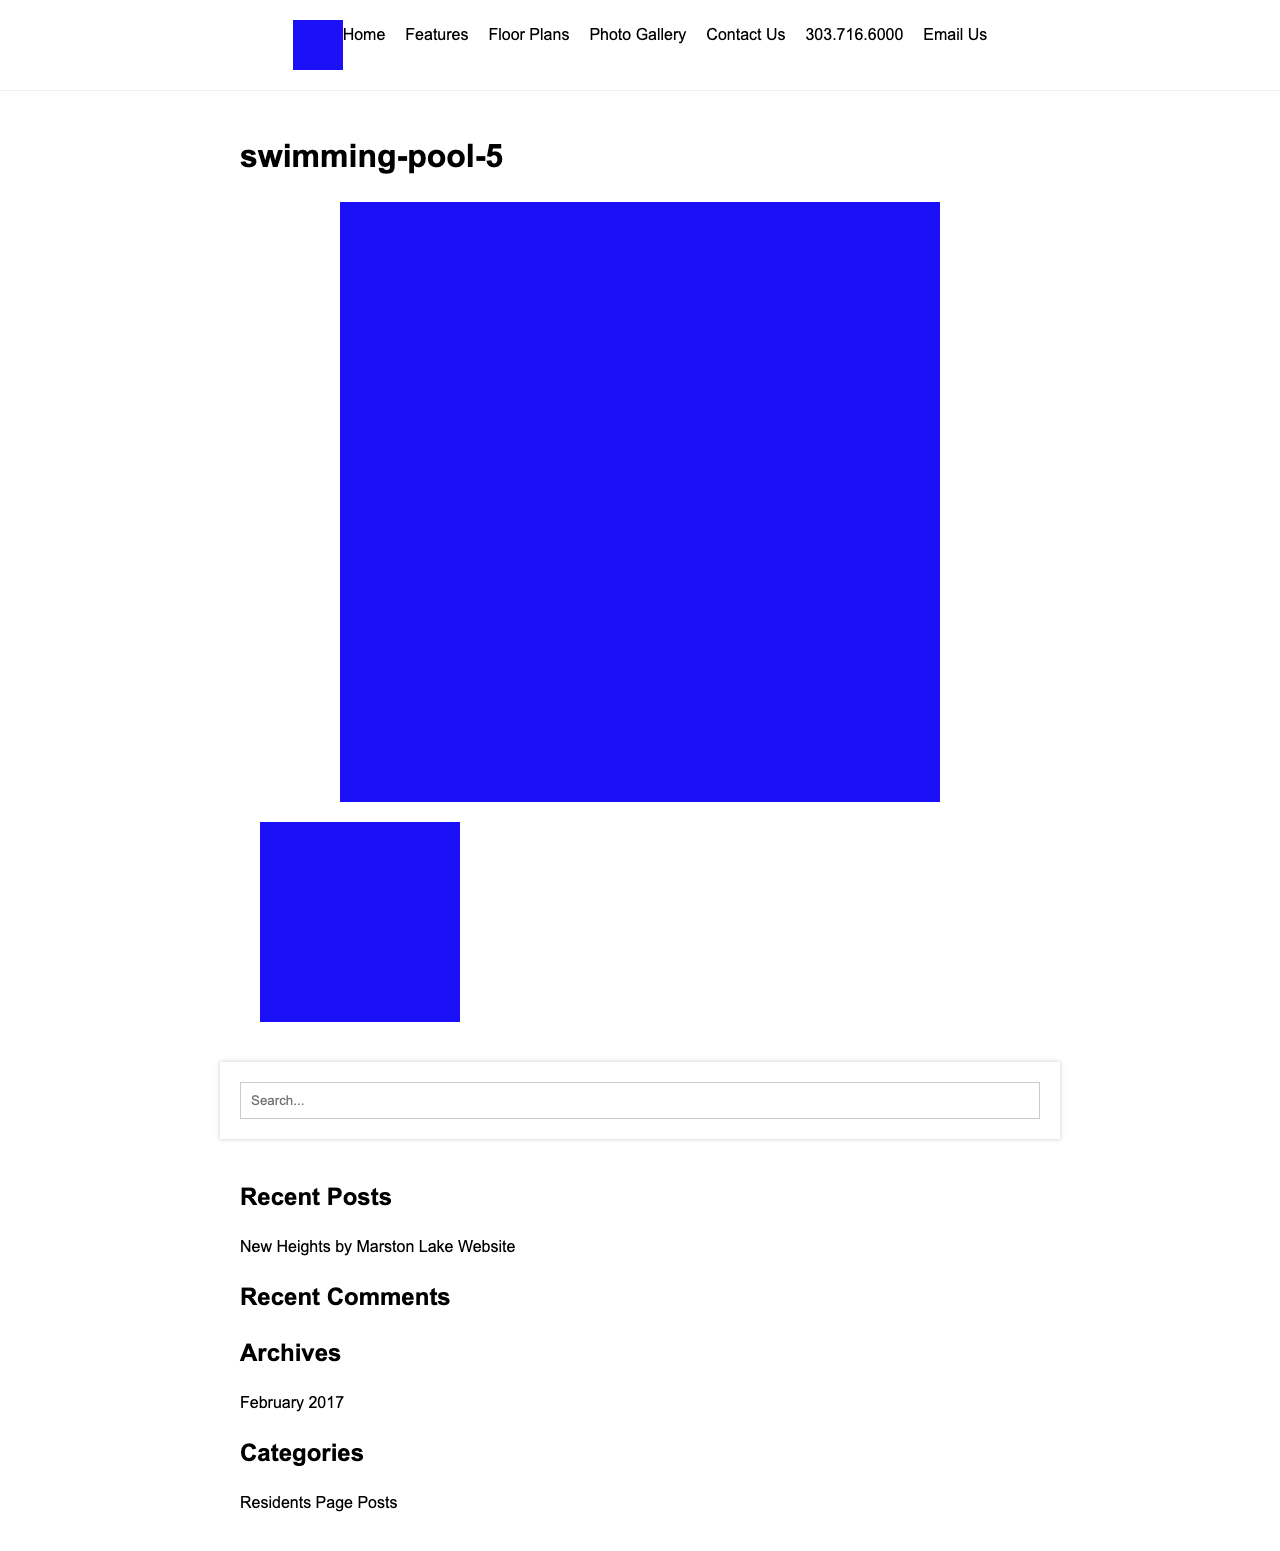 Home Features Floor Plans Photo Gallery Contact Us 303.716.6000 Email Us
swimming-pool-5
Search...
Recent Posts
New Heights by Marston Lake Website
Recent Comments
Archives
February 2017
Categories
Residents Page Posts